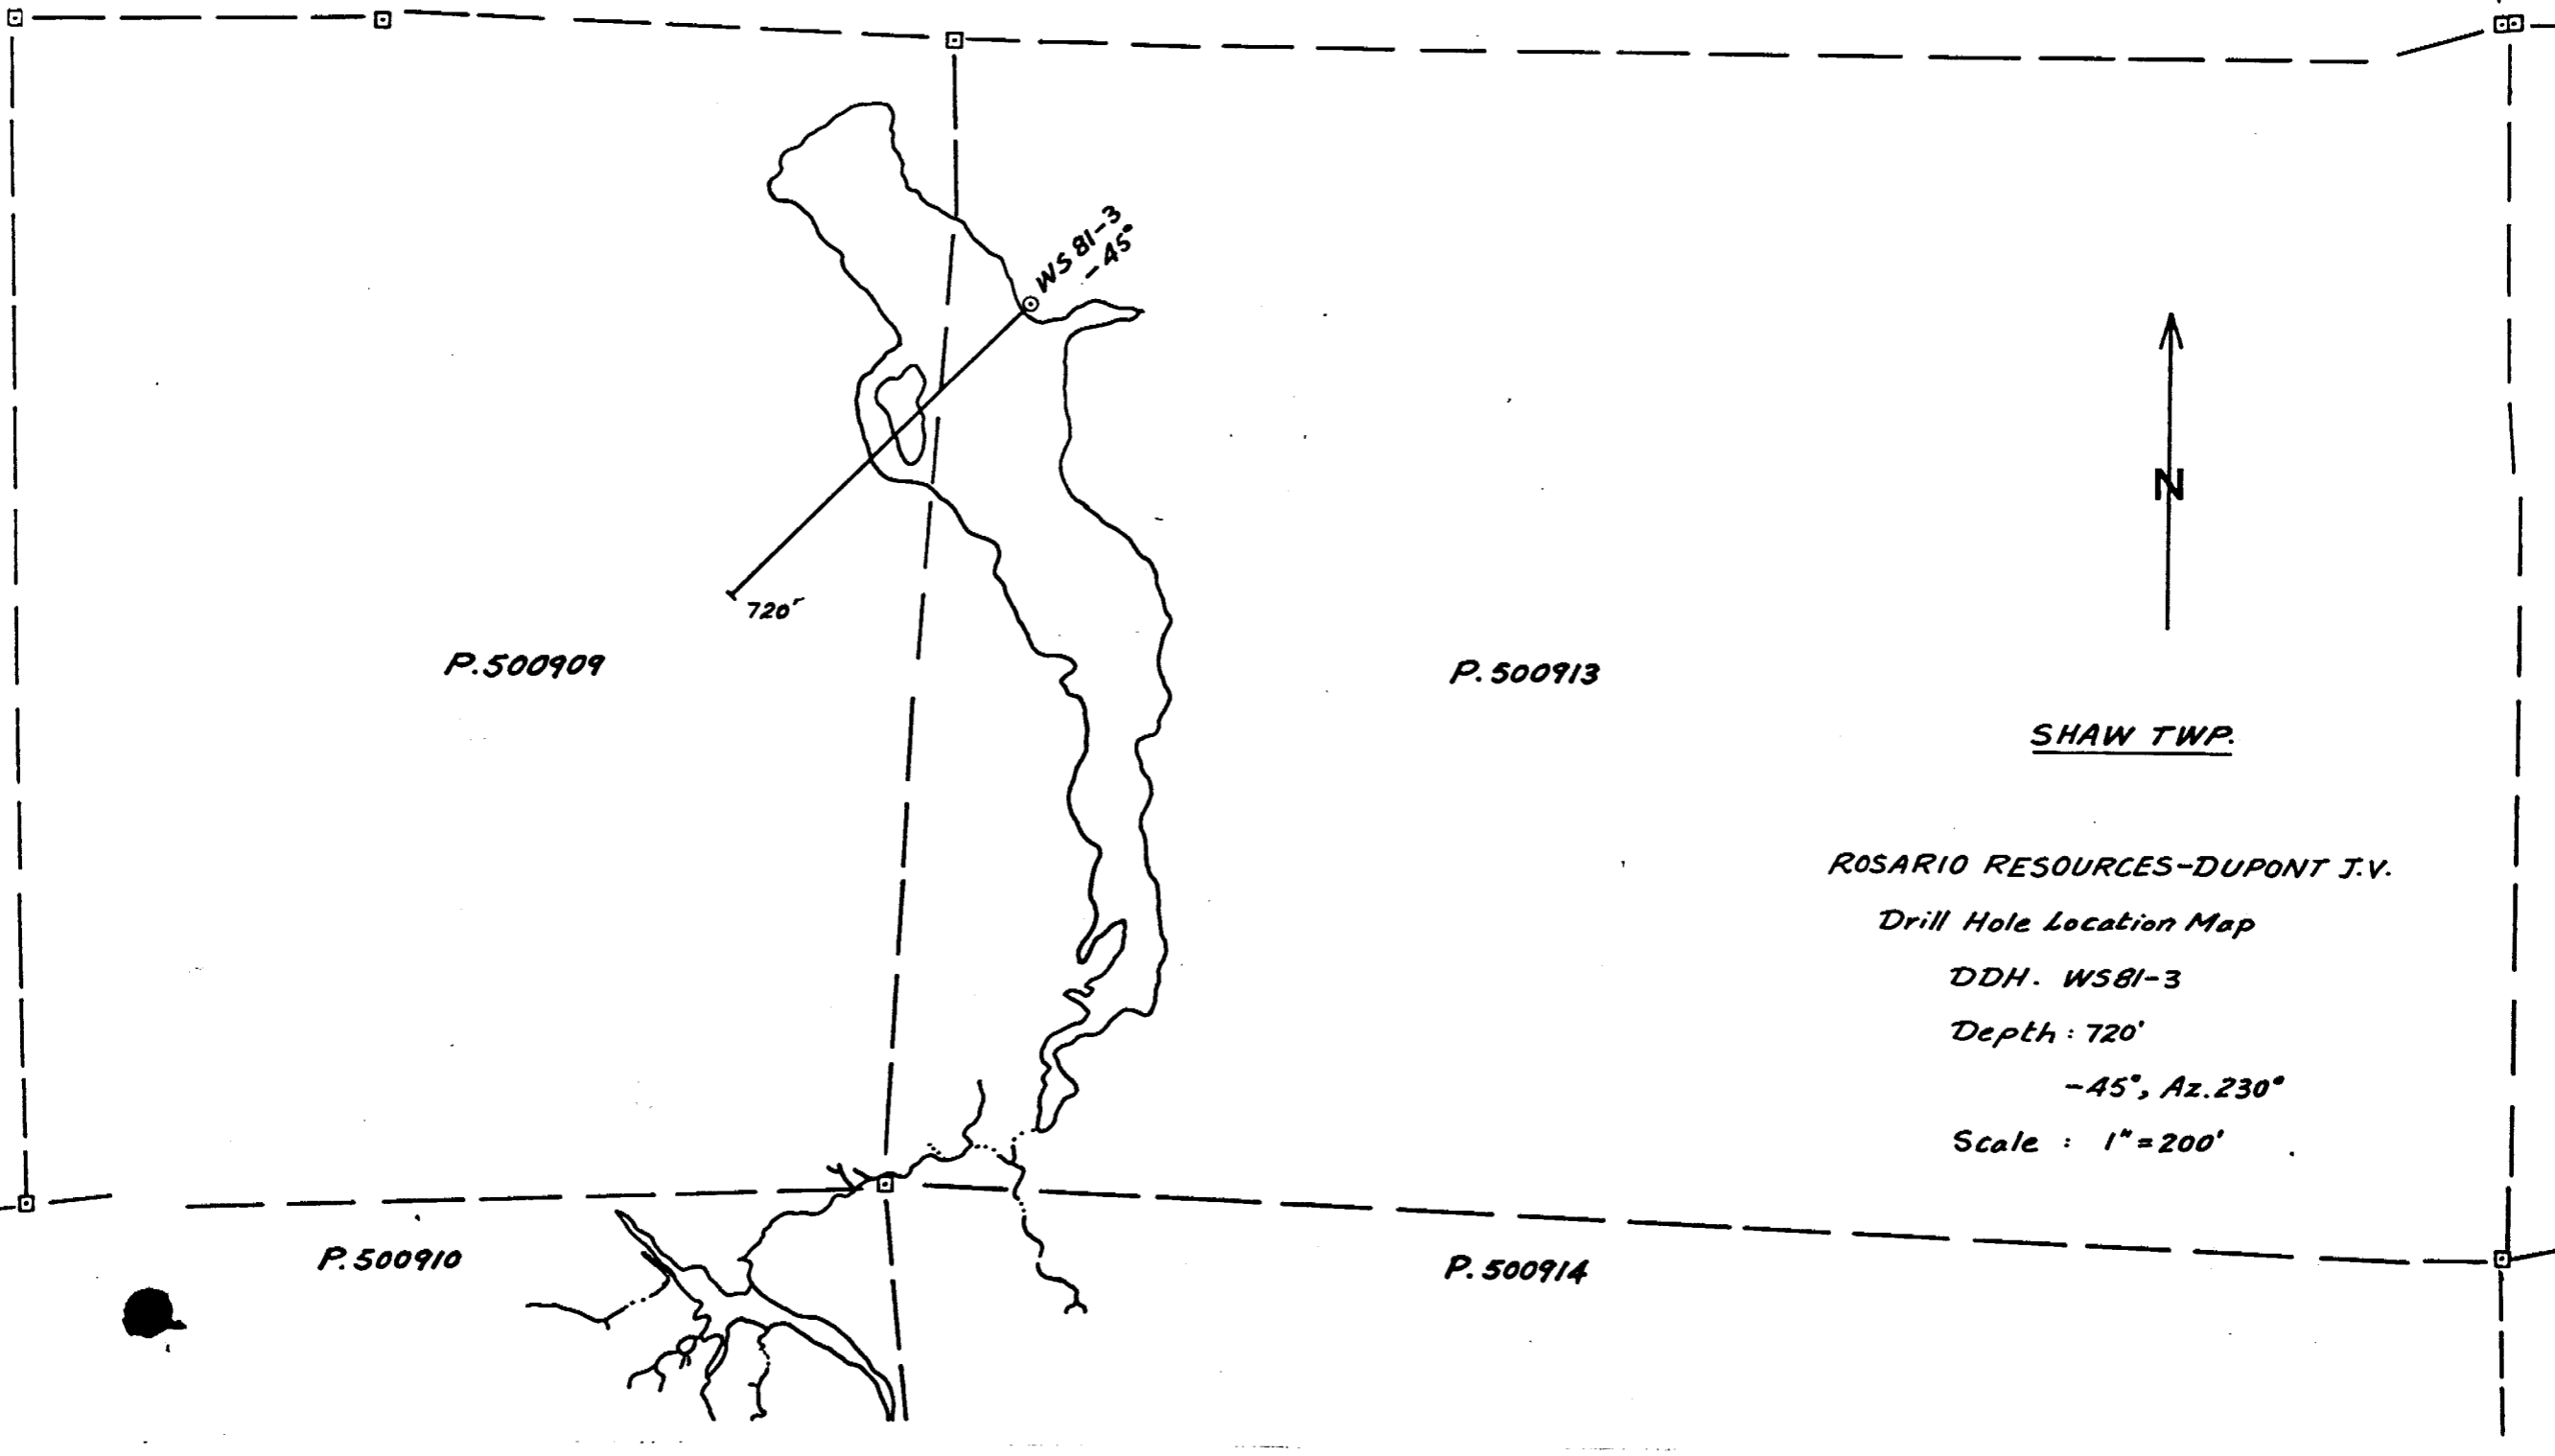 WS 81-3
-45°
720'
P.500909
P.500913
N
SHAW TWP.
ROSARIO RESOURCES-DUPONT J.V.
Drill Hole Location Map
DDH. WS81-3
Depth : 720'
-45°, Az.230°
Scale : 1"=200'
P.500910
P.500914